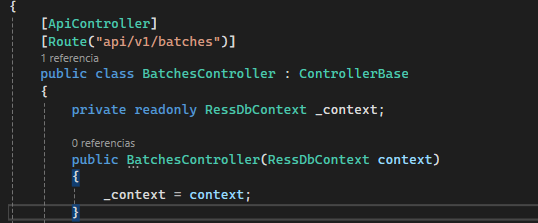 {
[ApiController]
[Route("api/v1/batches")]
1 referencia
public class BatchesController : ControllerBase
{
private readonly RessDbContext _context;
0 referencias
public BatchesController(RessDbContext context)
{
_context = context;
}